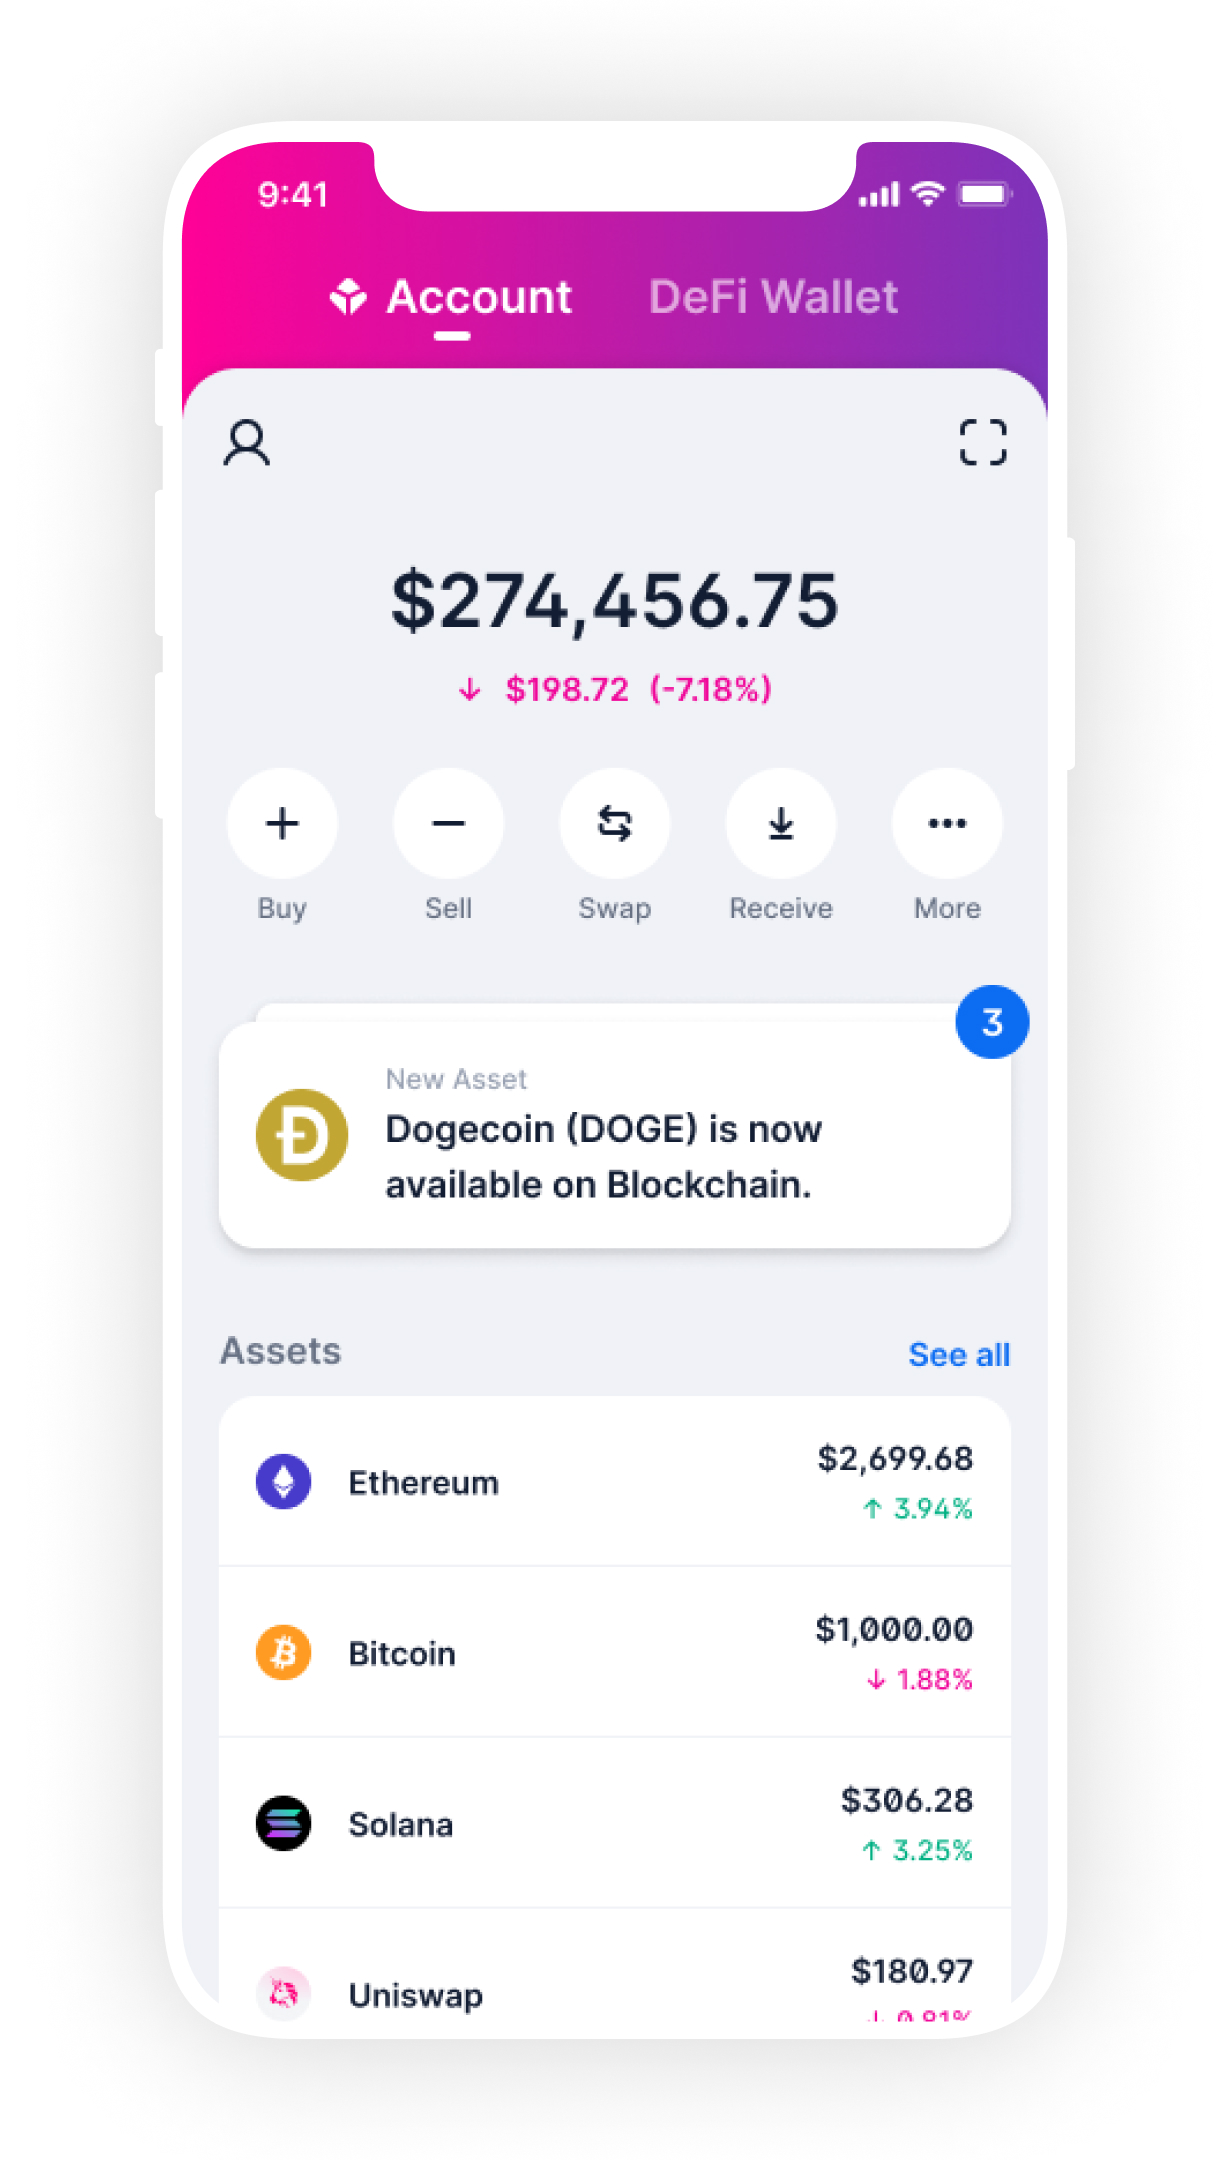 9:41
Account DeFi Wallet
$274,456.75
↓ $198.72 (-7.18%)
Buy Sell Swap Receive More
3
New Asset
Dogecoin (DOGE) is now
available on Blockchain.
Assets See all
Ethereum $2,699.68
↑ 3.94%
Bitcoin $1,000.00
↓ 1.88%
Solana $306.28
↑ 3.25%
Uniswap $180.97